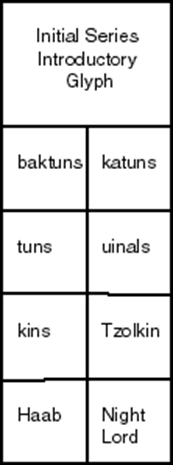 Initial Series
Introductory
Glyph
baktuns katuns
tuns uinals
kins Tzolkin
Haab Night
Lord